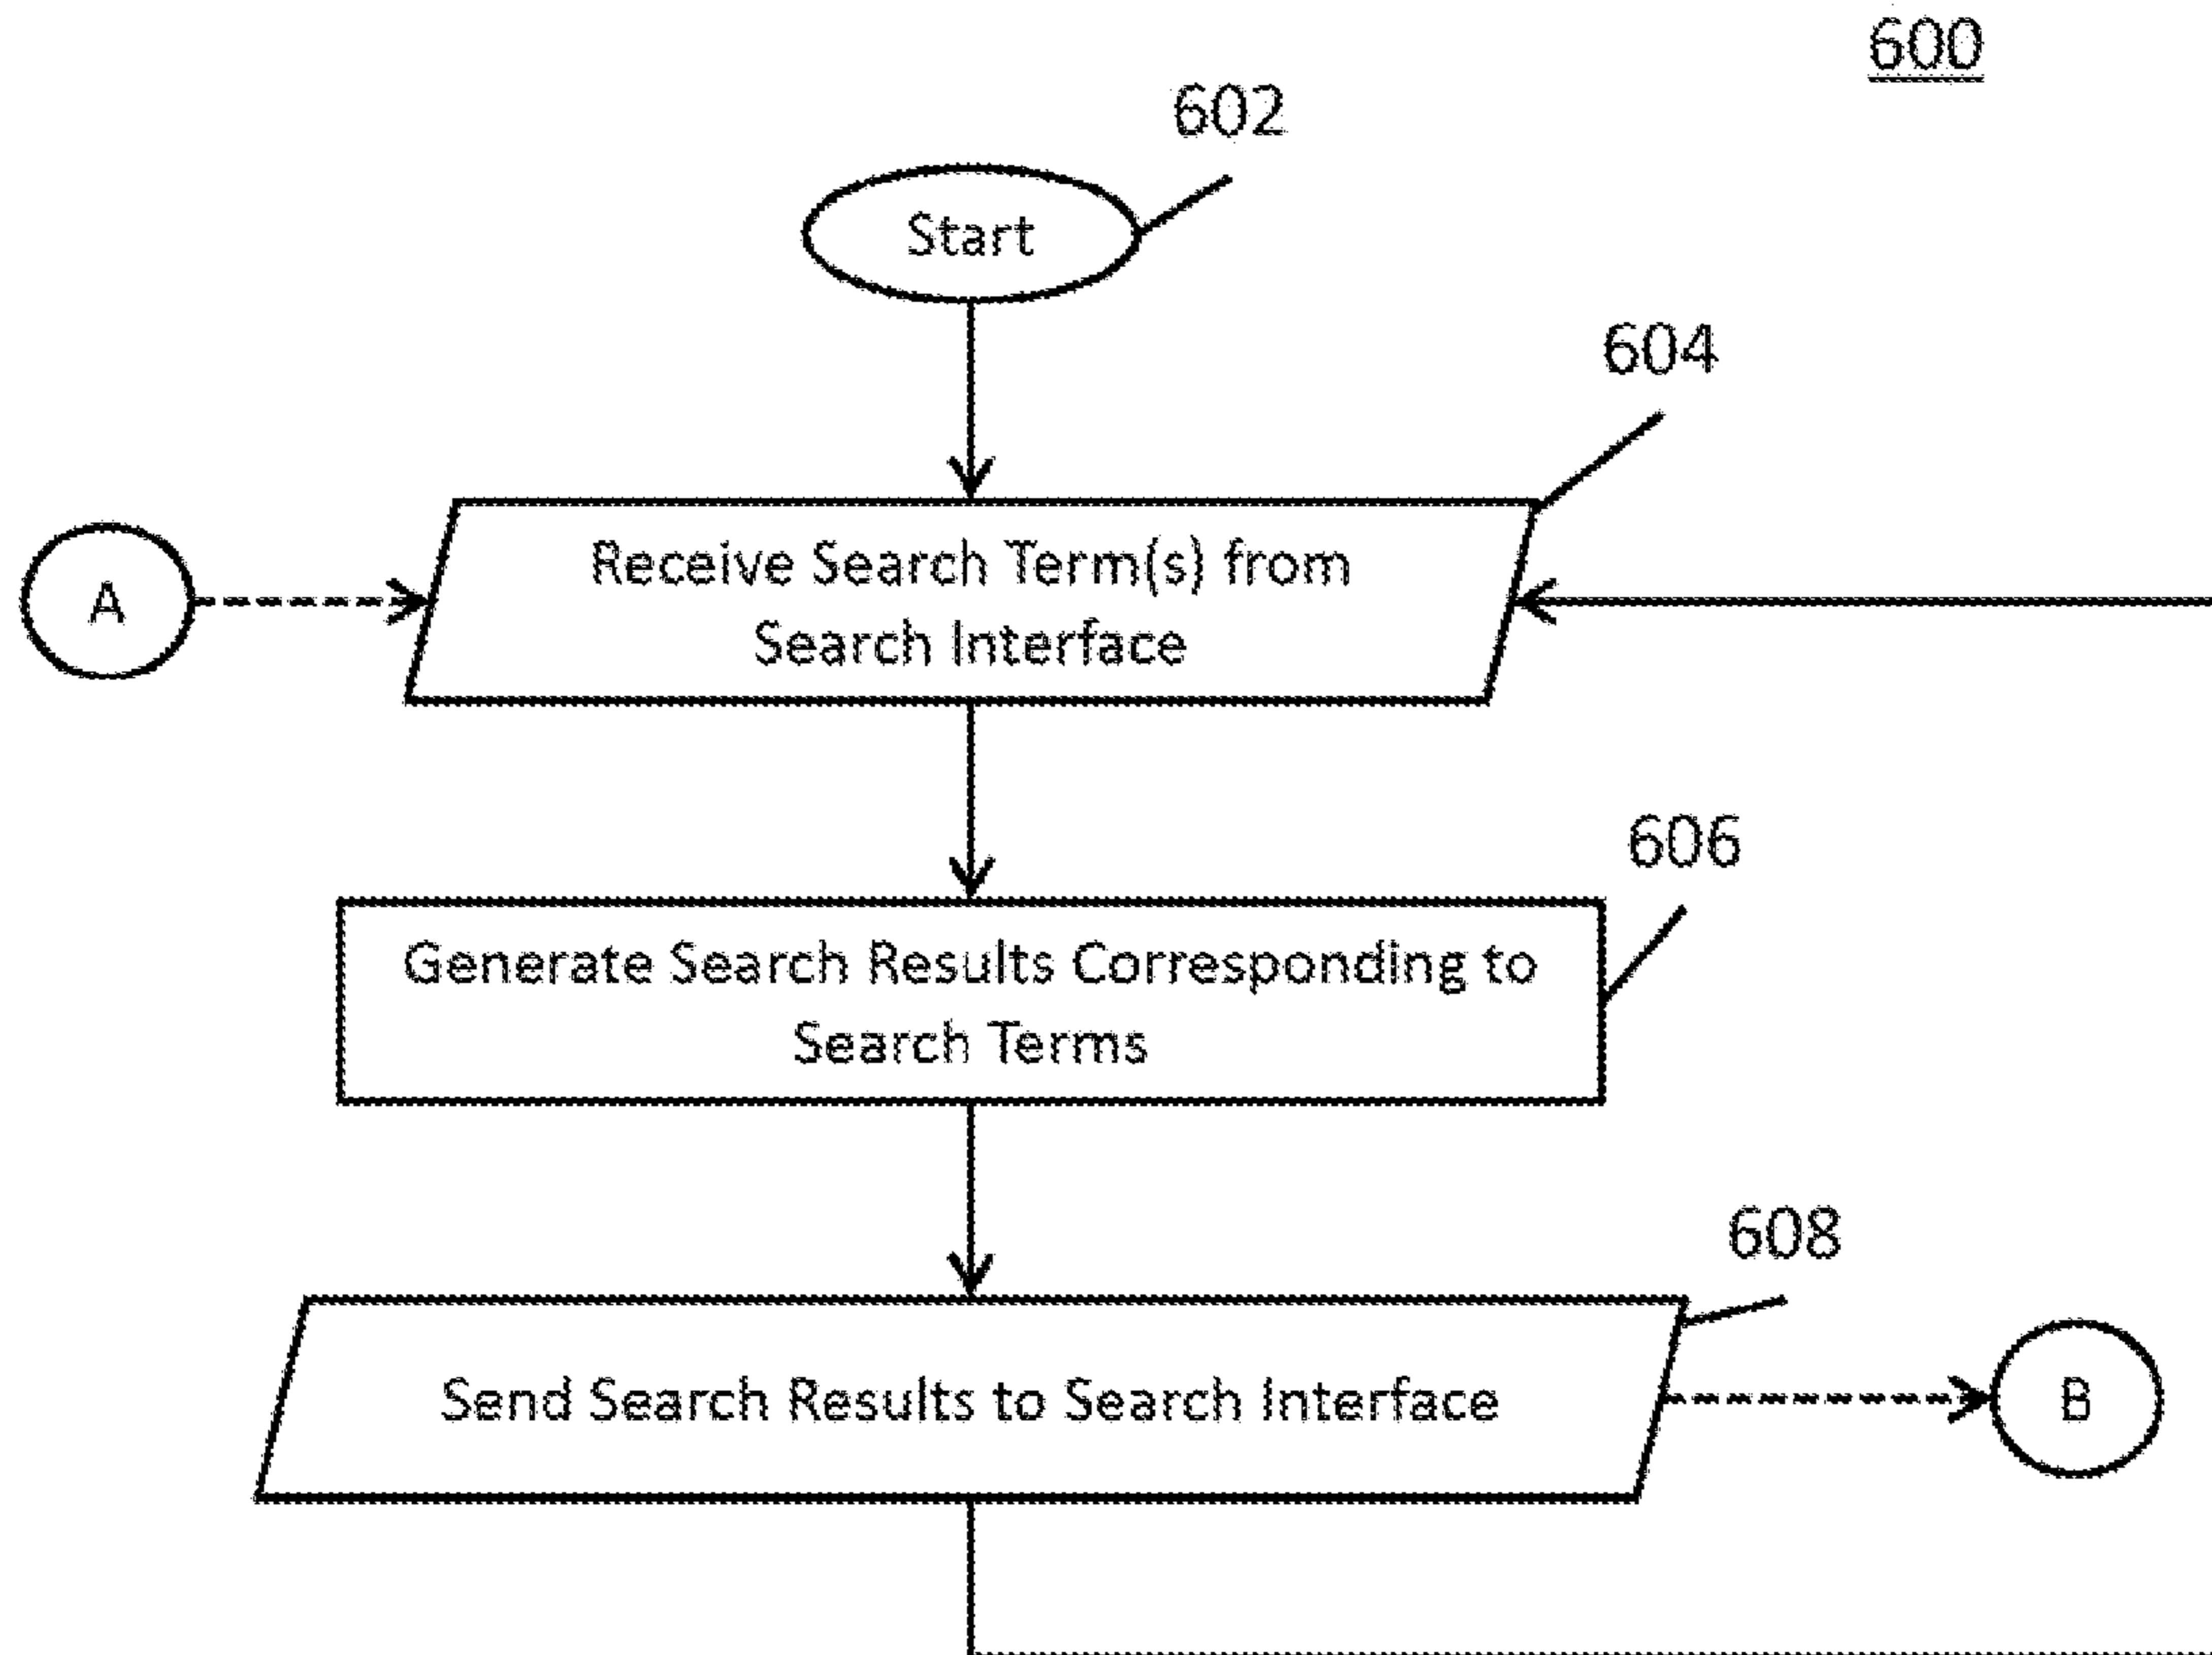 600
602
Start
604
A
Receive Search Term(s) from
Search Interface
606
Generate Search Results Corresponding to
Search Terms
608
Send Search Results to Search Interface
B